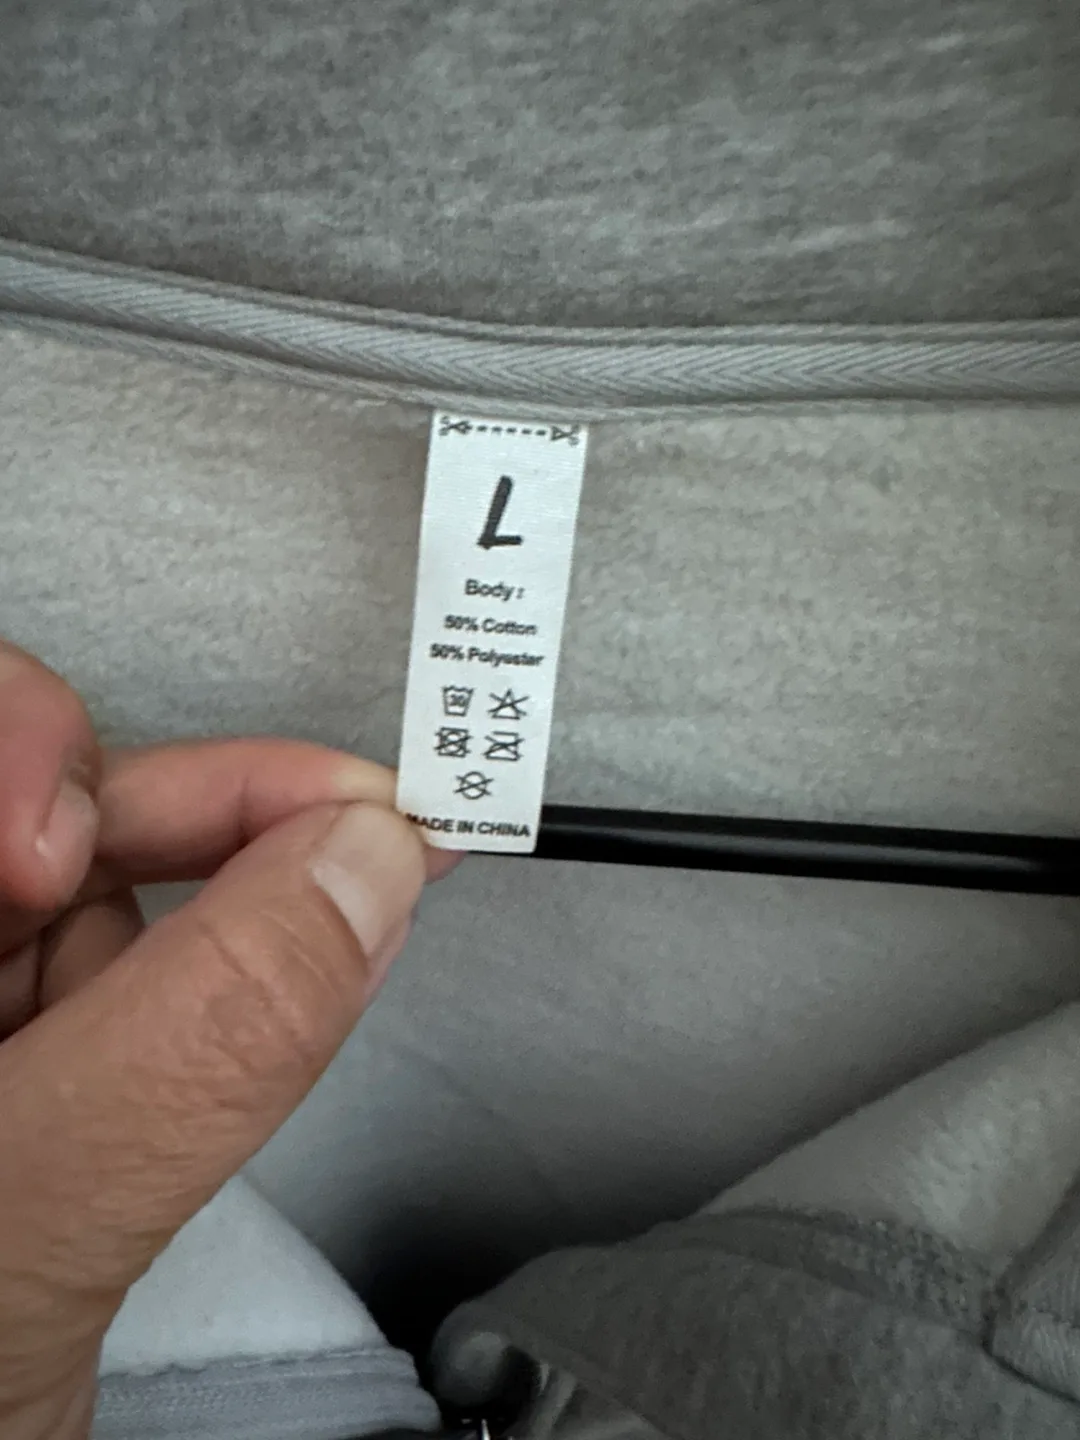 L
Body:
50% Cotton
50% Polyester
30
MADE IN CHINA